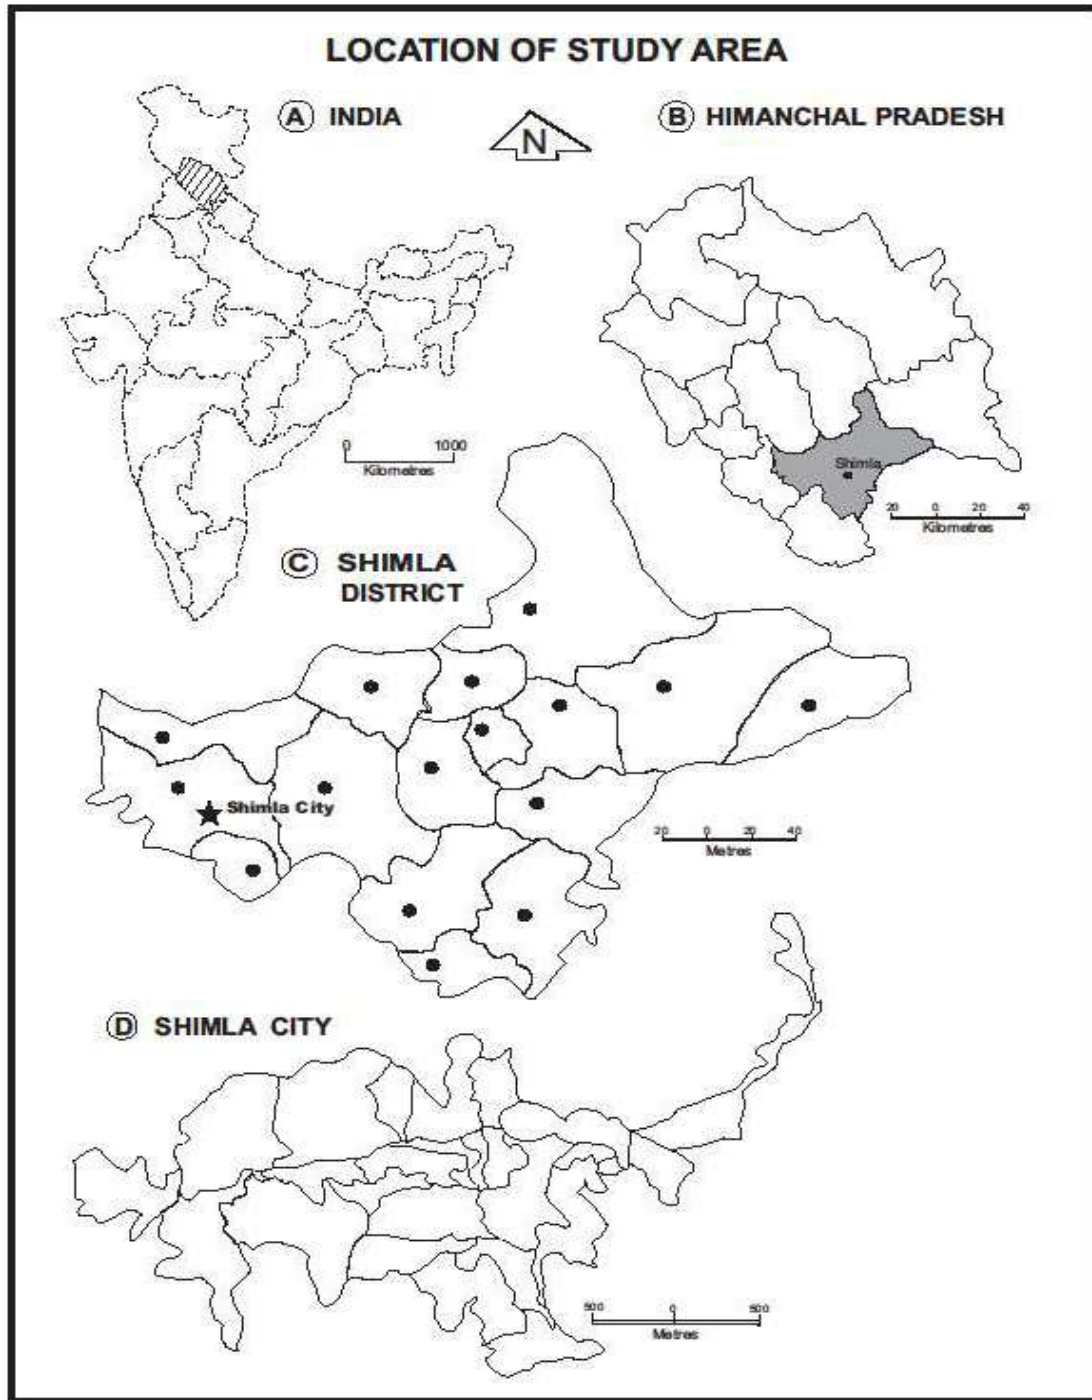 LOCATION OF STUDY AREA
A INDIA
N
B HIMANCHAL PRADESH
0 1000
Kilometres
Shimla
20 0 20 40
Kilometres
C SHIMLA
DISTRICT
Shimla City
20 0 20 40
Metres
D SHIMLA CITY
500 0 500
Metres